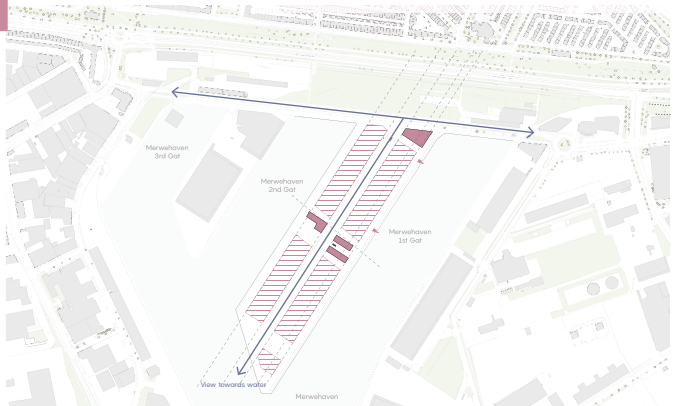 Merwehaven
3rd Gat
Merwehaven
2nd Gat
Merwehaven
1st Gat
View towards water
Merwehaven